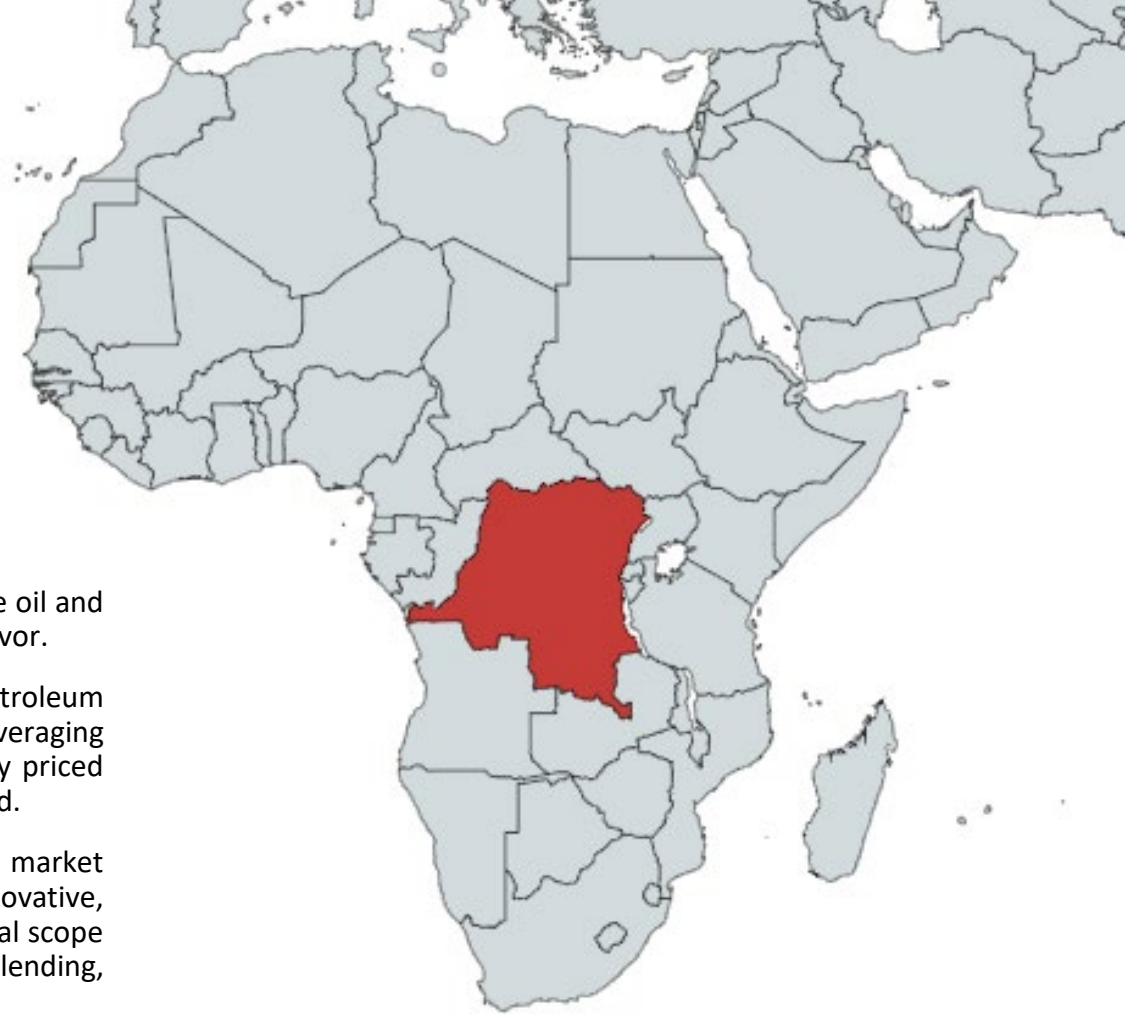 e oil and
vor.
troleum
veraging
y priced
d.
market
ovative,
al scope
lending,